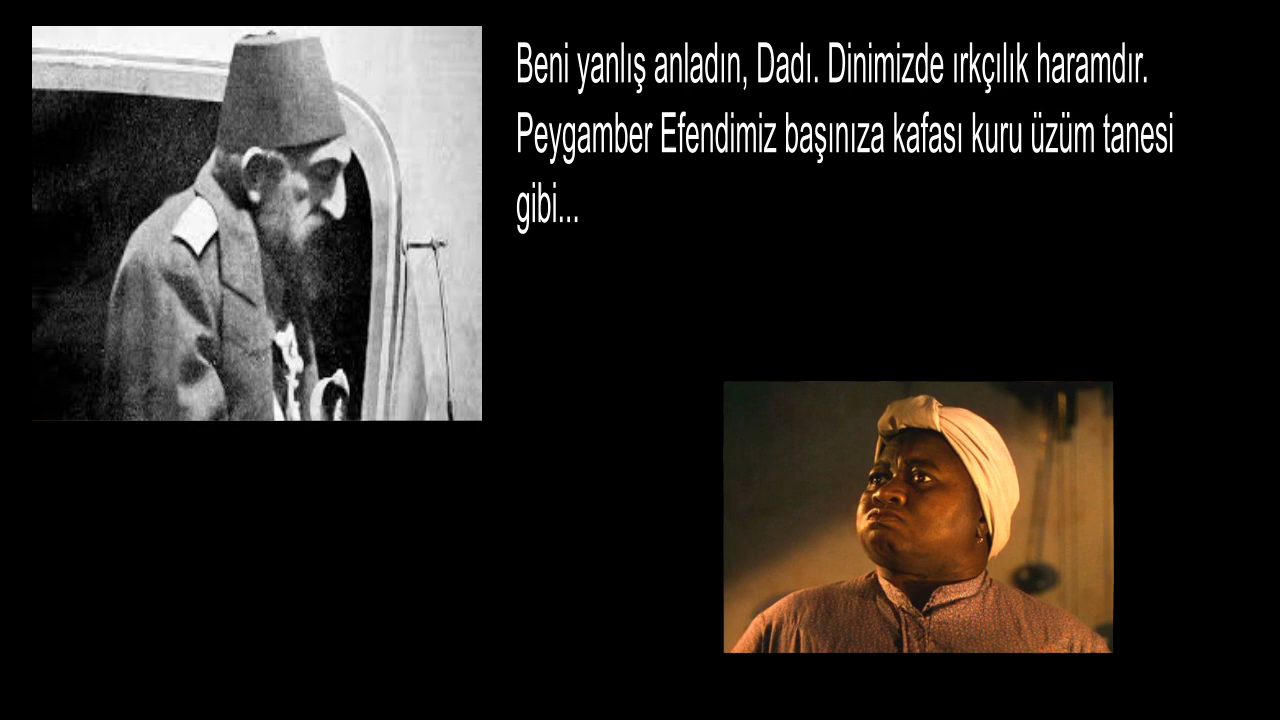 Beni yanlış anladın, Dadı. Dinimizde ırkçılık haramdır.
Peygamber Efendimiz başınıza kafası kuru üzüm tanesi
gibi...